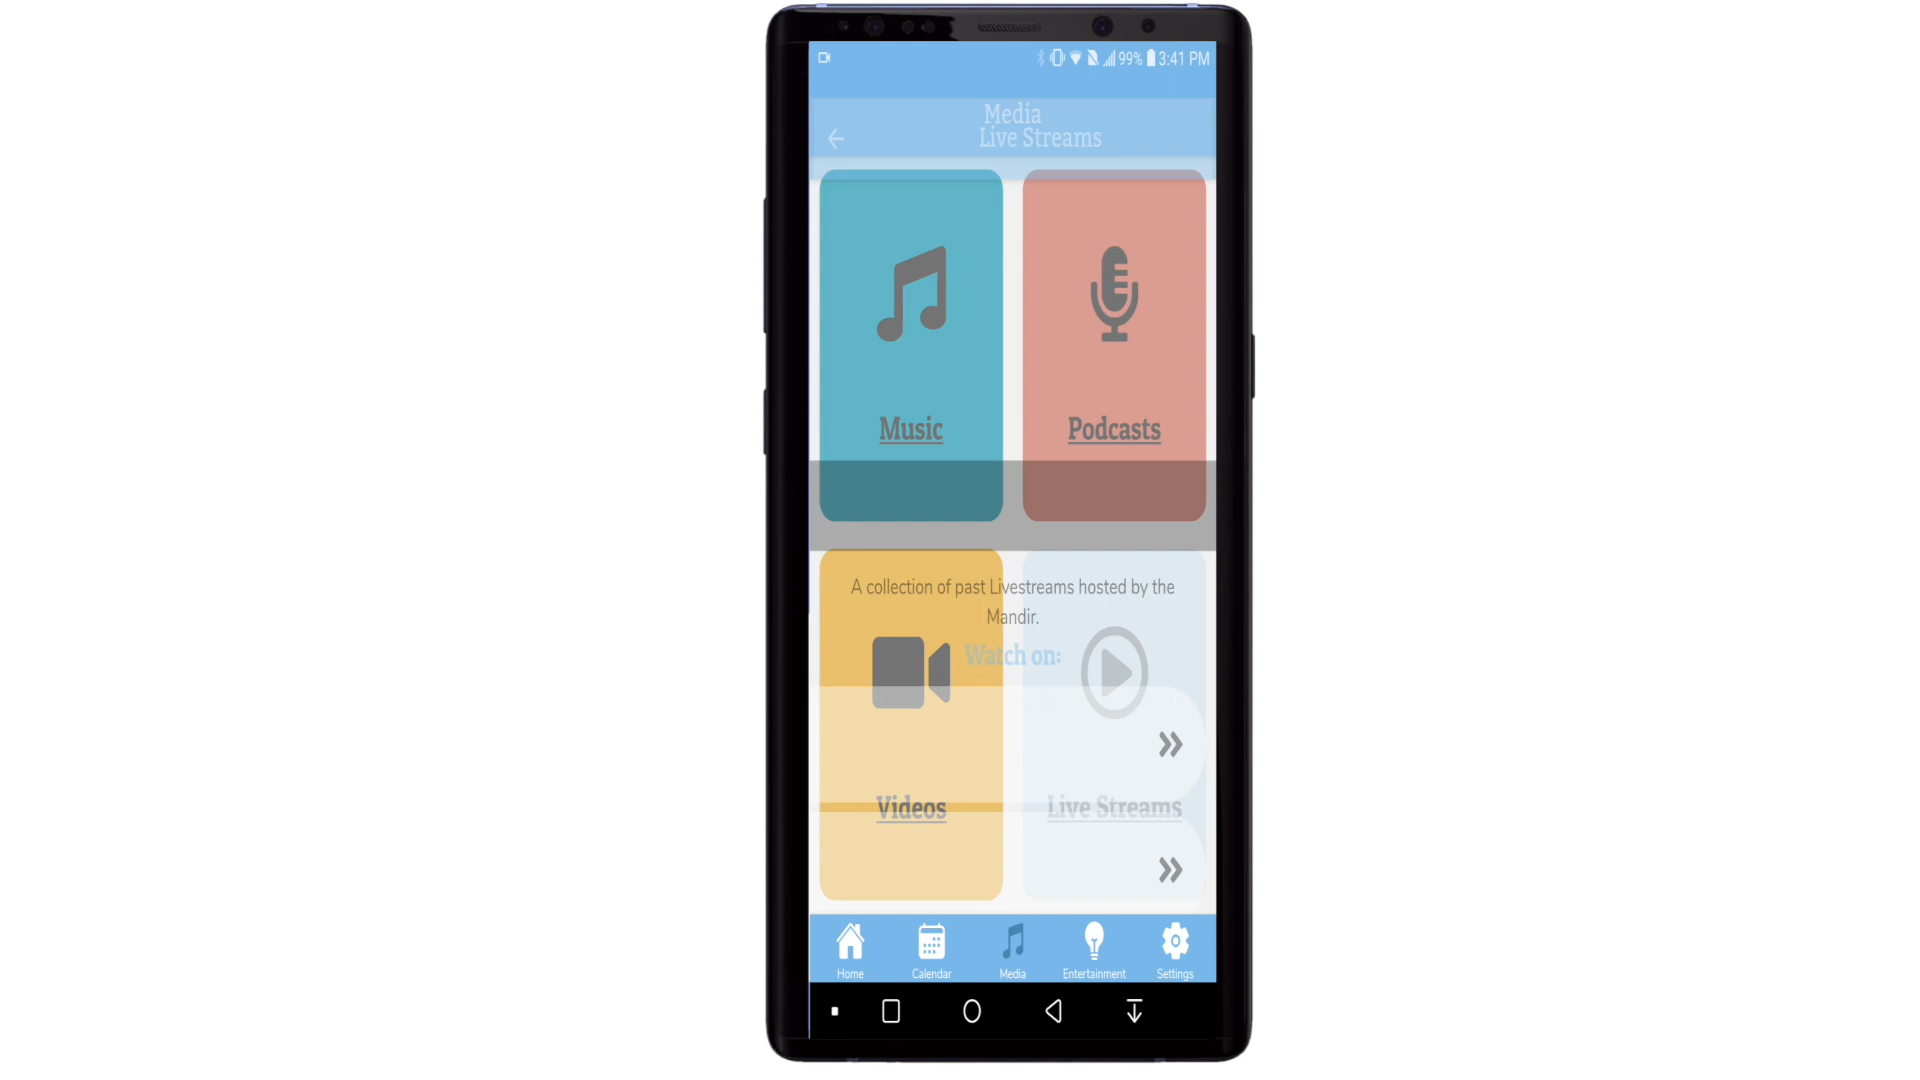 99% 3:41 PM
Media
Live Streams
Music Podcasts
A collection of past Livestreams hosted by the
Mandir.
Watch on:
Videos Live Streams
Home Calendar Media Entertainment Settings